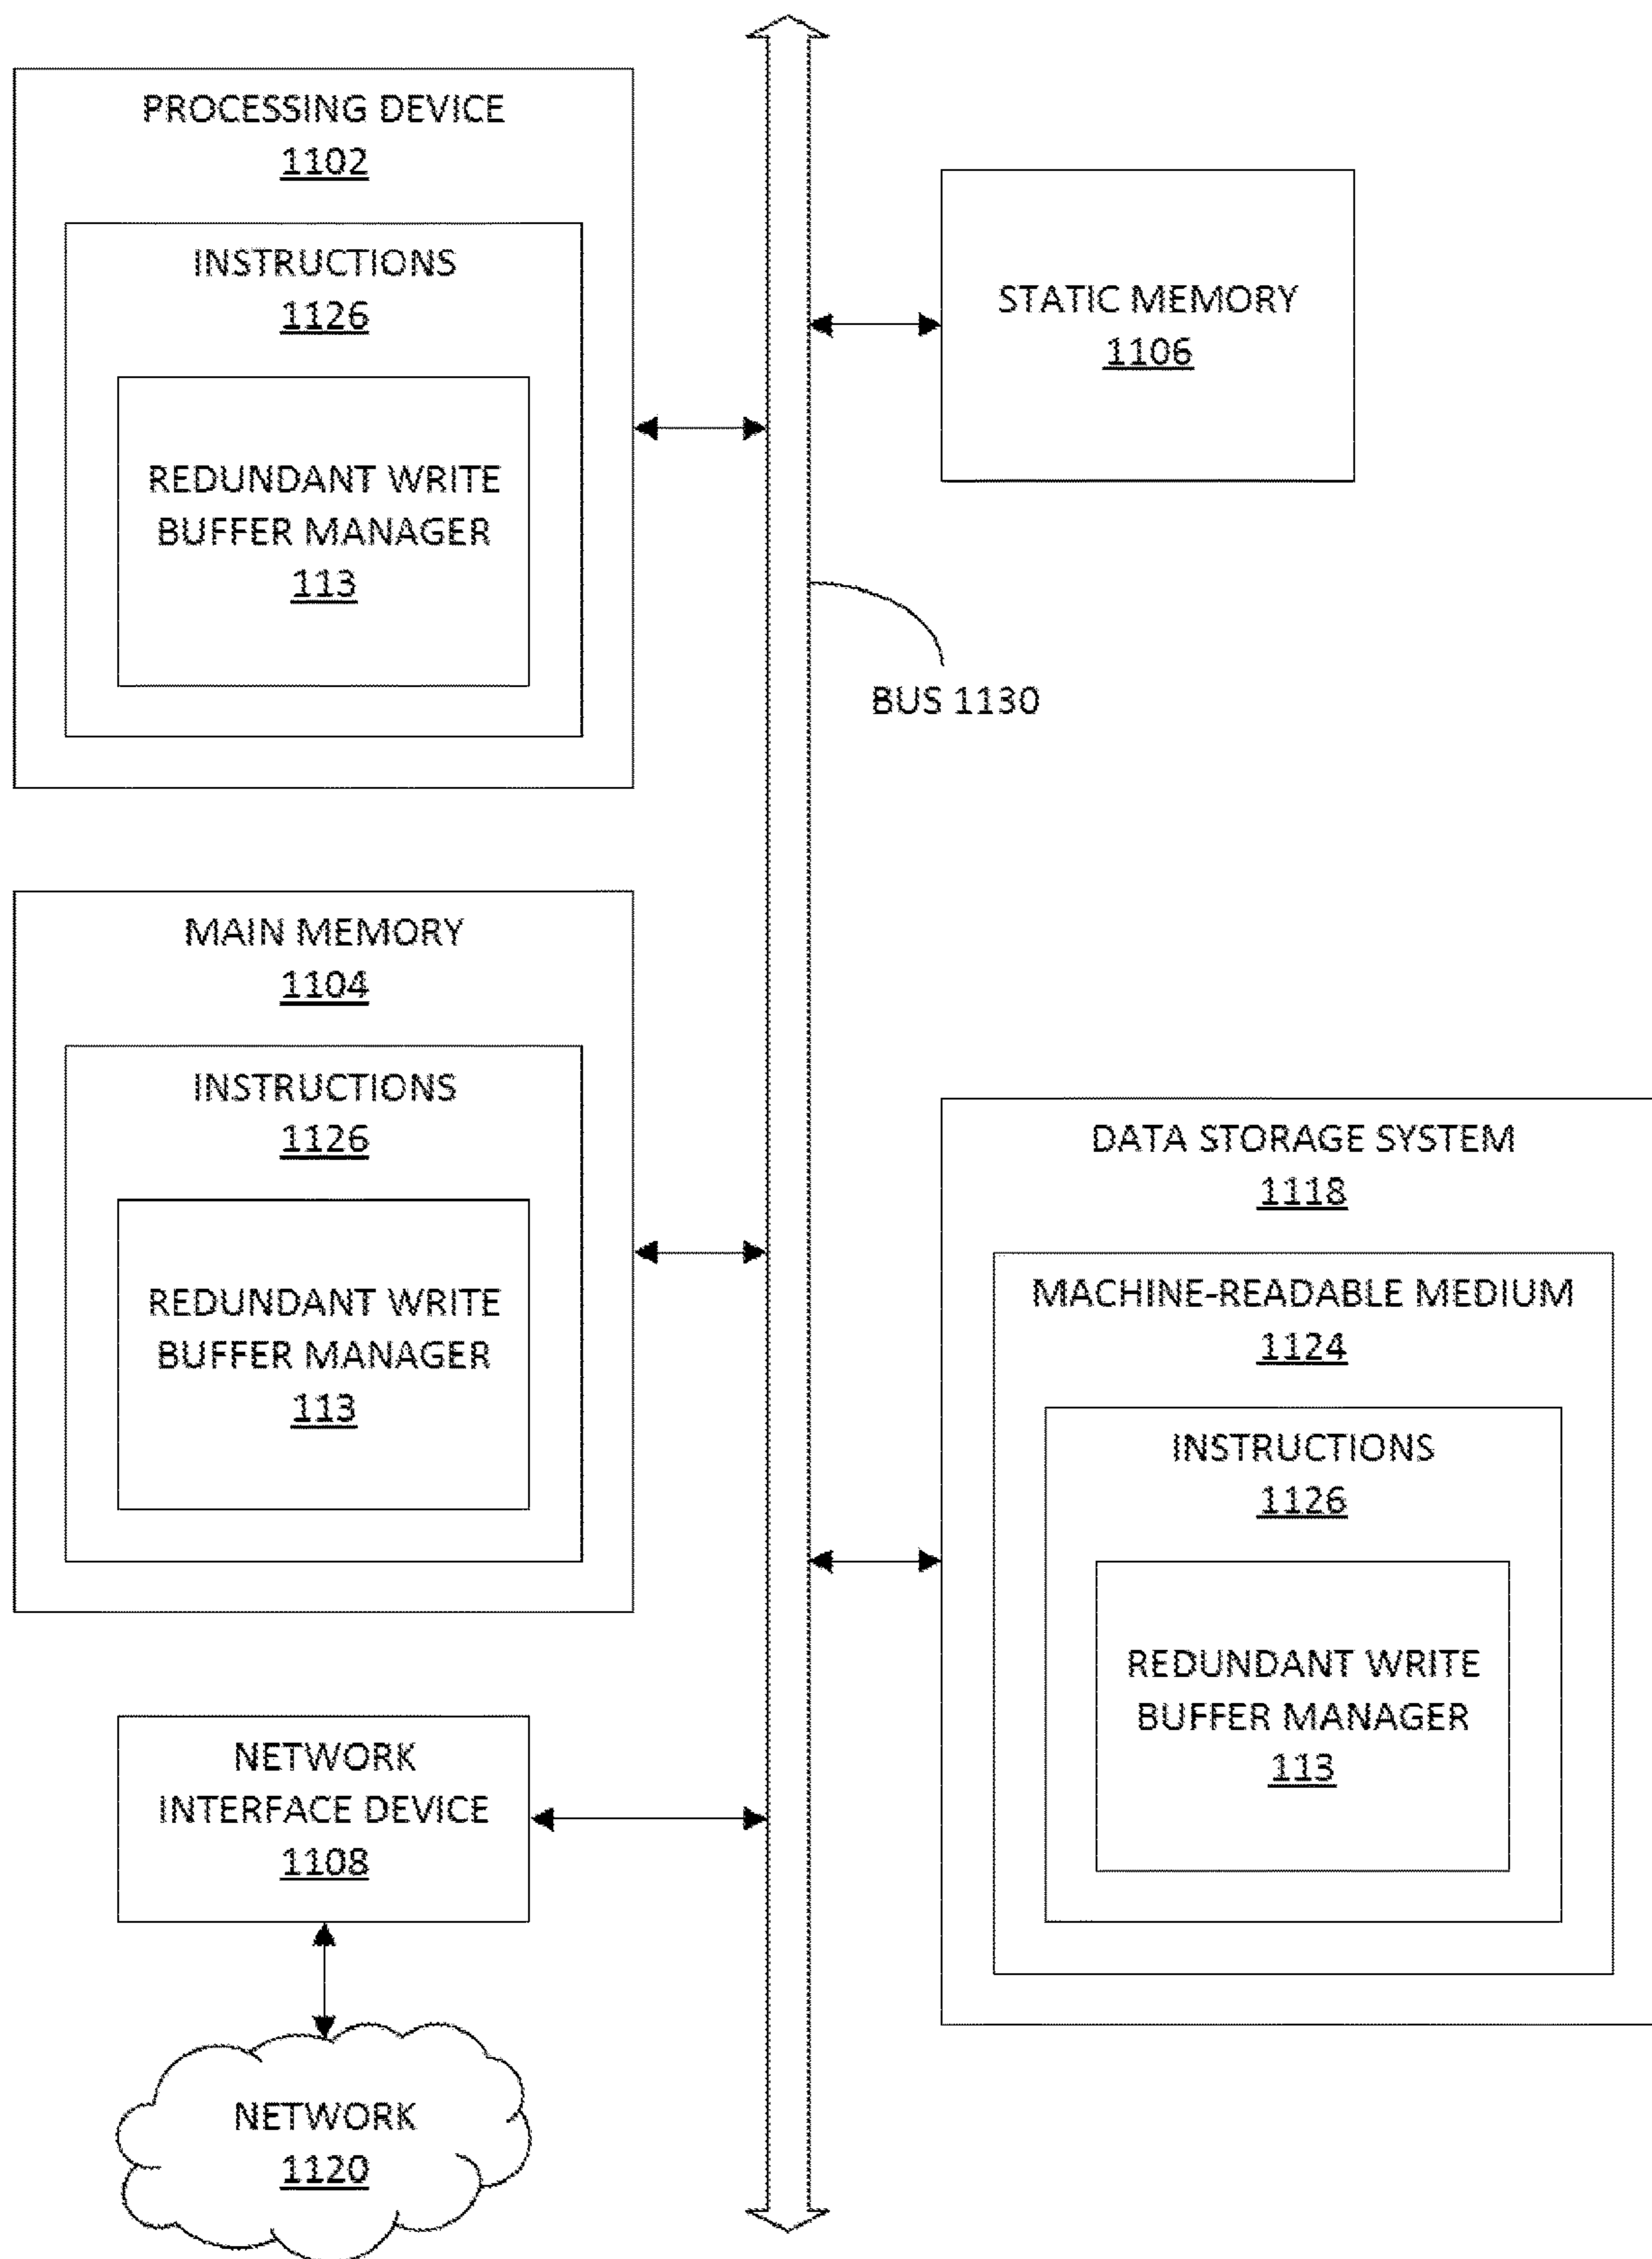 PROCESSING DEVICE
1102
INSTRUCTIONS
1126
REDUNDANT WRITE
BUFFER MANAGER
113
STATIC MEMORY
1106
BUS 1130
MAIN MEMORY
1104
INSTRUCTIONS
1126
REDUNDANT WRITE
BUFFER MANAGER
113
DATA STORAGE SYSTEM
1118
MACHINE-READABLE MEDIUM
1124
INSTRUCTIONS
1126
REDUNDANT WRITE
BUFFER MANAGER
113
NETWORK
INTERFACE DEVICE
1108
NETWORK
1120